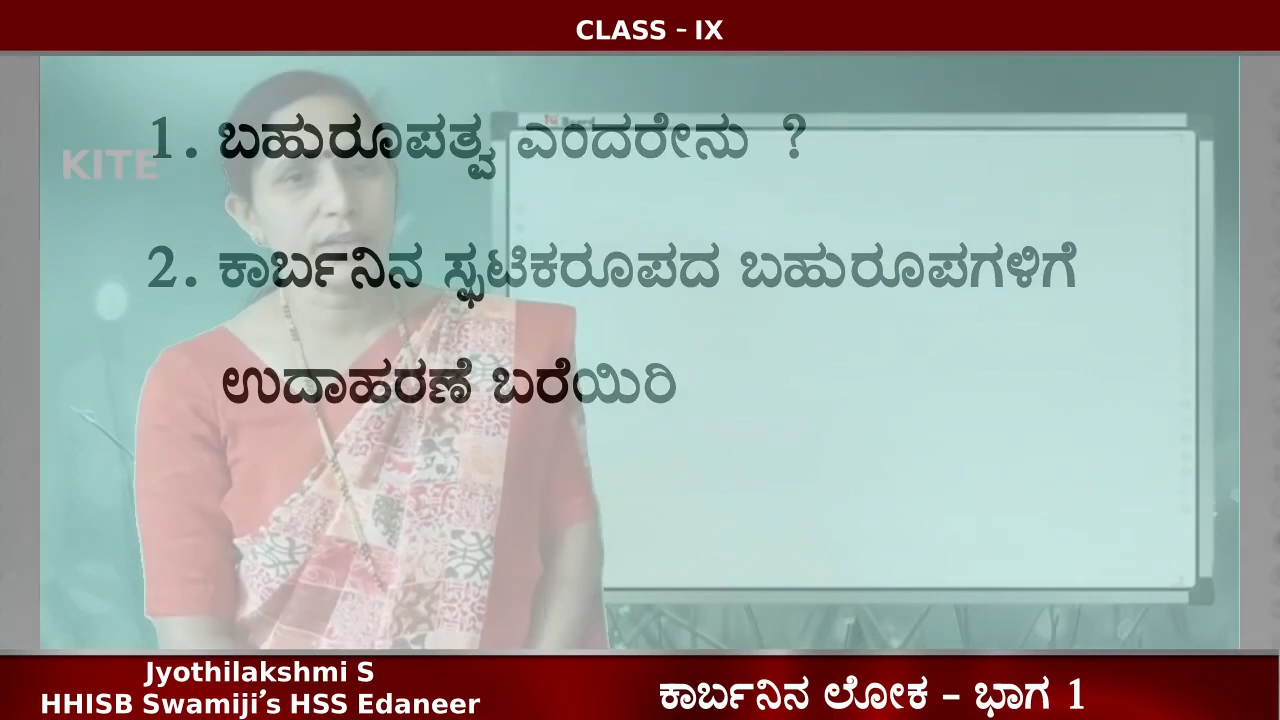 CLASS - IX
1. ಬಹುರೂಪತ್ವ ಎಂದರೇನು ?
KITE
2. ಕಾರ್ಬನಿನ ಸ್ಫಟಿಕರೂಪದ ಬಹುರೂಪಗಳಿಗೆ
ಉದಾಹರಣೆ ಬರೆಯಿರಿ
Jyothilakshmi S
HHISB Swamiji's HSS Edaneer
ಕಾರ್ಬನಿನ ಲೋಕ - ಭಾಗ 1